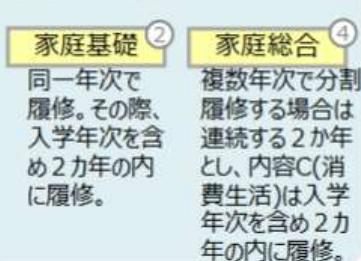 家庭基礎②
同一年次で
履修。その際、
入学年次を含
め２カ年の内
に履修。
家庭総合④
複数年次で分割
履修する場合は
連続する２か年
とし、内容C(消
費生活)は入学
年次を含め２カ
年の内に履修。